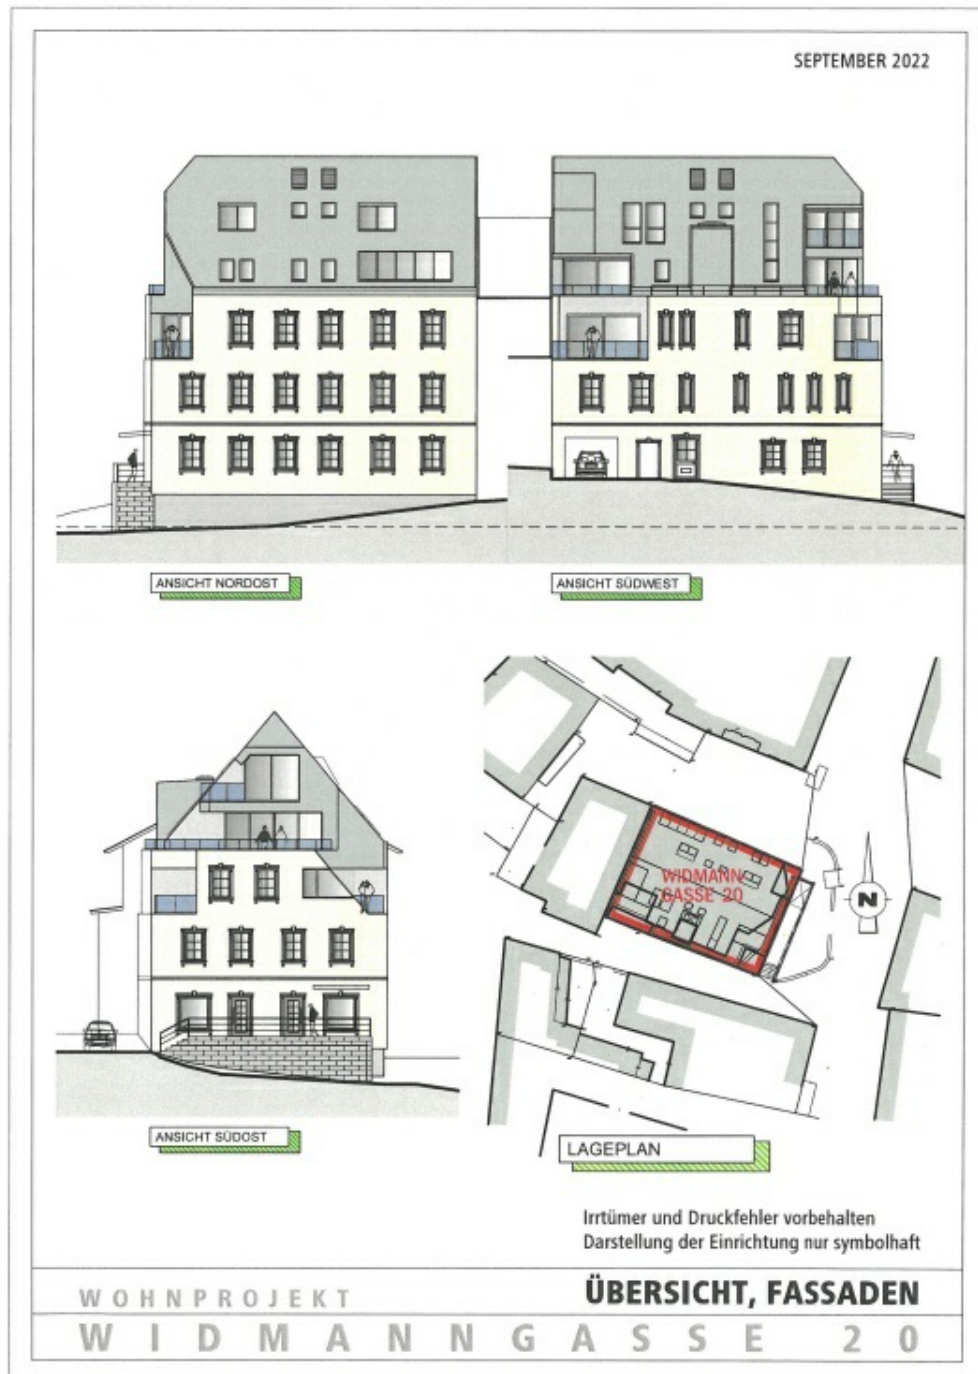 SEPTEMBER 2022
ANSICHT NORDOST
ANSICHT SÜDWEST
WIDMANN
GASSE 20
N
ANSICHT SÜDOST
LAGEPLAN
Irrtümer und Druckfehler vorbehalten
Darstellung der Einrichtung nur symbolhaft
WOHNPROJEKT
ÜBERSICHT, FASSADEN
WIDMANNGASSE 20